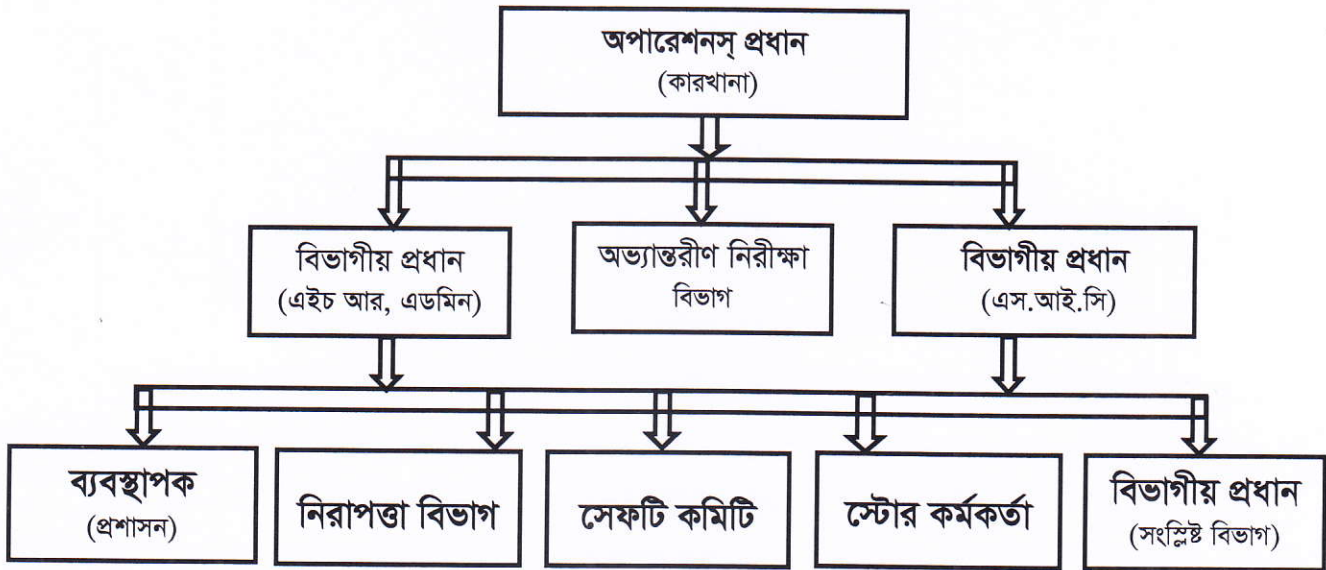 অপারেশনস্ প্রধান
(কারখানা)
বিভাগীয় প্রধান
(এইচ আর, এডমিন)
অভ্যান্তরীণ নিরীক্ষা
বিভাগ
বিভাগীয় প্রধান
(এস.আই.সি)
ব্যবস্থাপক
(প্রশাসন)
নিরাপত্তা বিভাগ
সেফটি কমিটি
স্টোর কর্মকর্তা
বিভাগীয় প্রধান
(সংস্লিষ্ট বিভাগ)